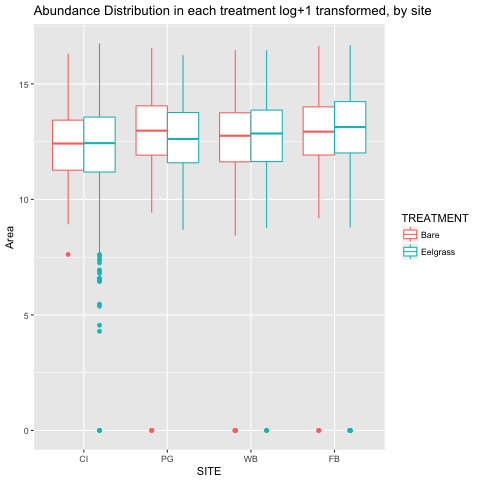 Abundance Distribution in each treatment log+1 transformed, by site
15
10
5
0
Area
CI PG WB FB
SITE
TREATMENT
Bare
Eelgrass